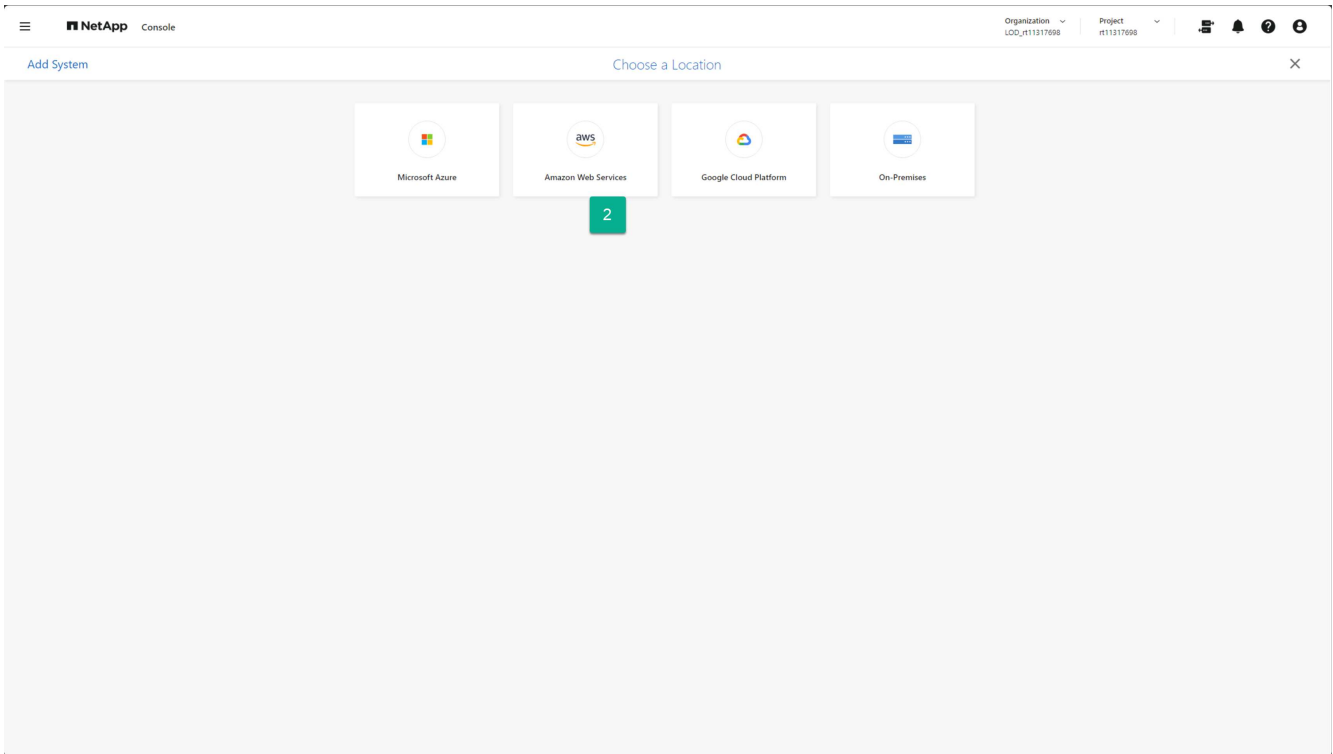 NetApp Console
Organization
LOD_rt11317698
Project
rt11317698
Add System
Choose a Location
Microsoft Azure
aws
Amazon Web Services
Google Cloud Platform
On-Premises
2